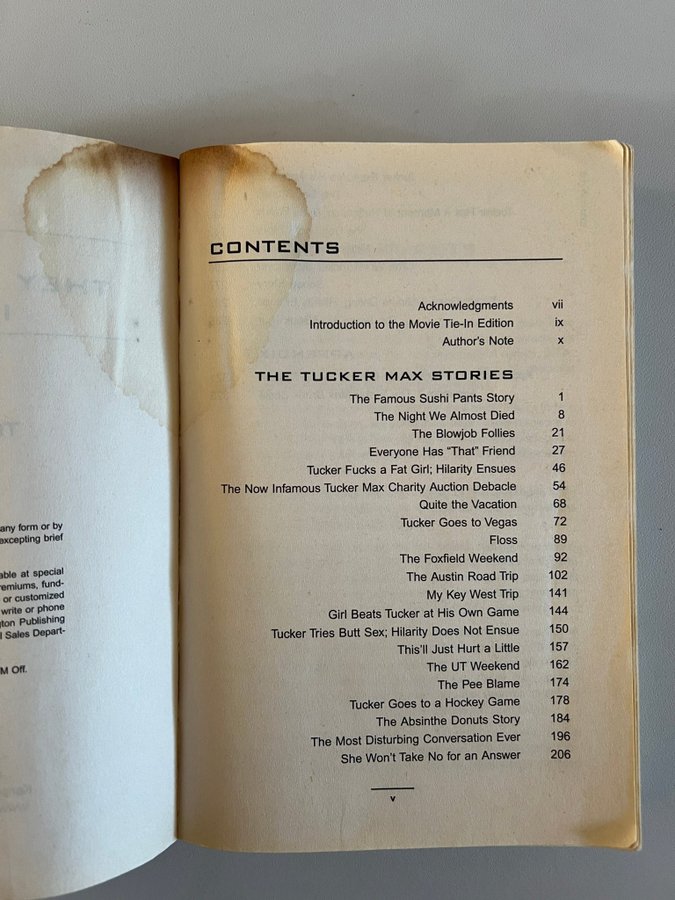 THEY
I
any form or by
excepting brief
able at special
remiums, fund-
or customized
write or phone
gton Publishing
l Sales Depart-
M Off.
CONTENTS
Acknowledgments vii
Introduction to the Movie Tie-In Edition ix
Author's Note x
THE TUCKER MAX STORIES
The Famous Sushi Pants Story 1
The Night We Almost Died 8
The Blowjob Follies 21
Everyone Has "That" Friend 27
Tucker Fucks a Fat Girl; Hilarity Ensues 46
The Now Infamous Tucker Max Charity Auction Debacle 54
Quite the Vacation 68
Tucker Goes to Vegas 72
Floss 89
The Foxfield Weekend 92
The Austin Road Trip 102
My Key West Trip 141
Girl Beats Tucker at His Own Game 144
Tucker Tries Butt Sex; Hilarity Does Not Ensue 150
This'll Just Hurt a Little 157
The UT Weekend 162
The Pee Blame 174
Tucker Goes to a Hockey Game 178
The Absinthe Donuts Story 184
The Most Disturbing Conversation Ever 196
She Won't Take No for an Answer 206
v